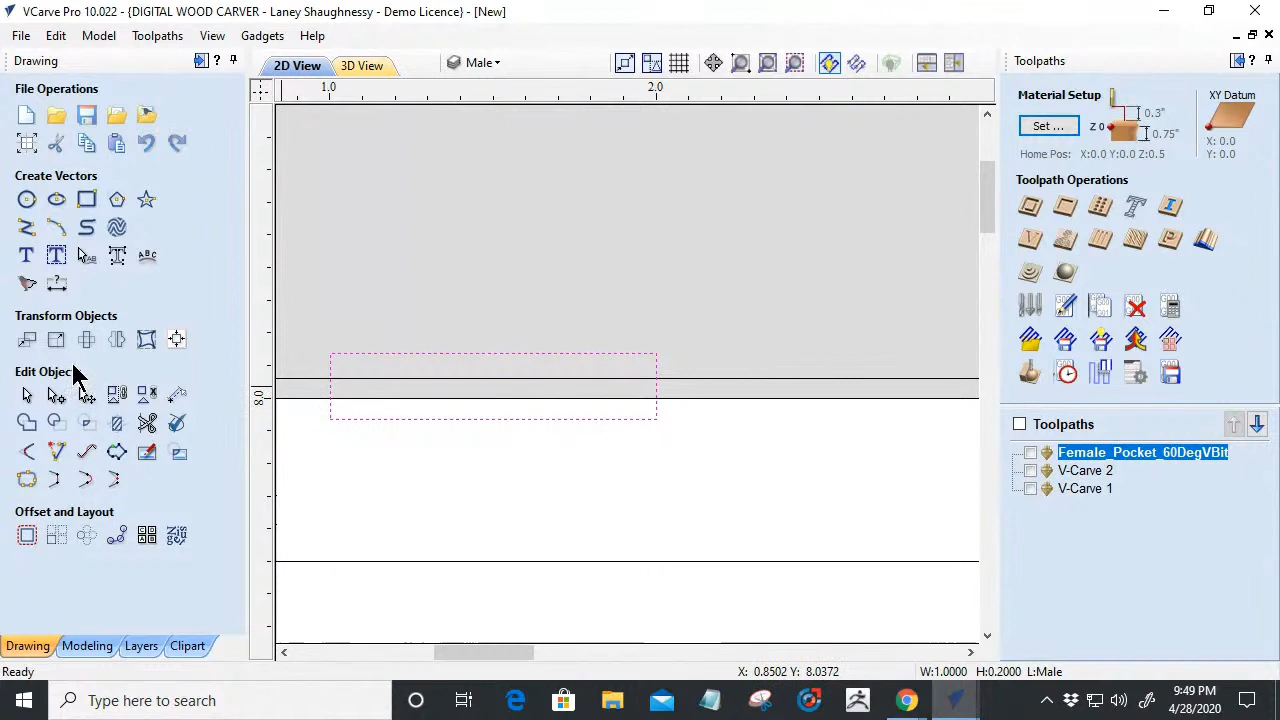 VCarve Pro 10.022 - {DIGITAL WOOD CARVER - Laney Shaughnessy - Demo Licence} - [New]
File Edit Model Toolpaths View Gadgets Help
Drawing
File Operations
Create Vectors
Transform Objects
Edit Objec
Offset and Layout
Drawing Modeling Layers Clipart
2D View 3D View Male
1.0 2.0
8.0
Toolpaths
Material Setup
Set ...
Z 0
0.3"
0.75"
XY Datum
X: 0.0
Y: 0.0
Home Pos: X:0.0 Y:0.0 Z:0.5
Toolpath Operations
Toolpaths
Female_Pocket_60DegVBit
V-Carve 2
V-Carve 1
Ready
X: 0.8502 Y: 8.0372
W:1.0000 H:0.2000 L:Male
Type here to search
9:49 PM
4/28/2020